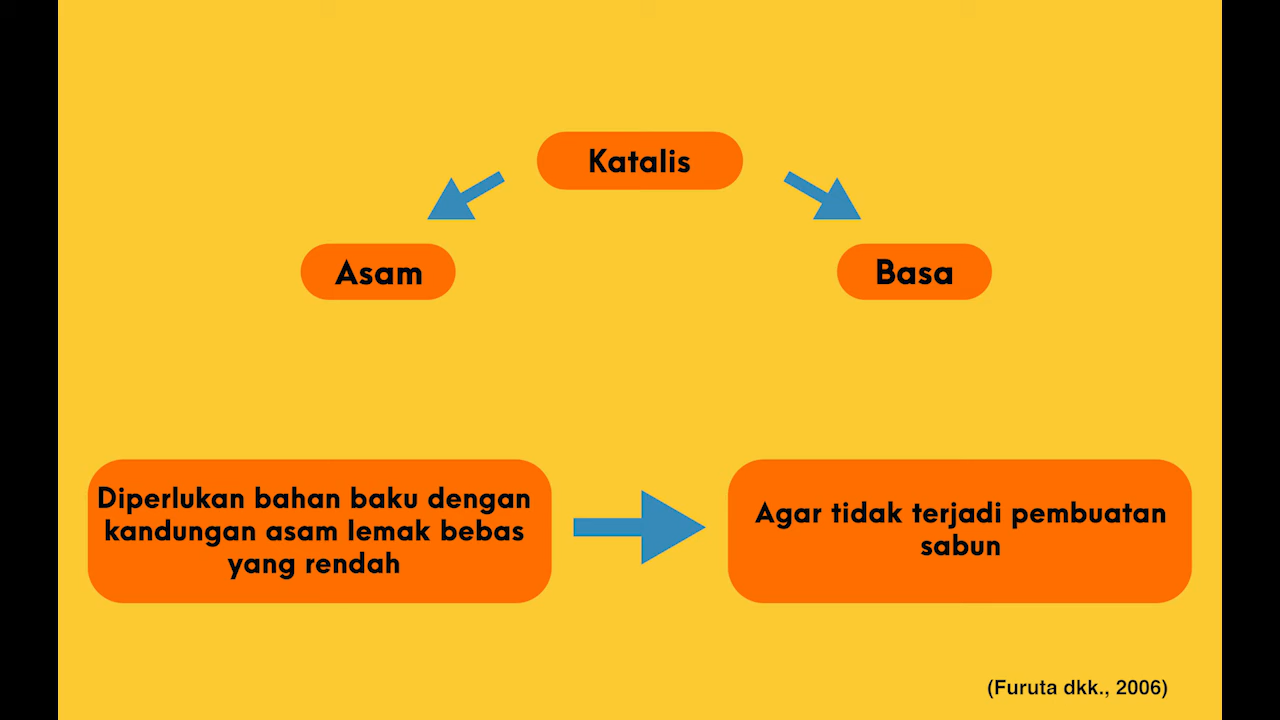 Katalis
Asam
Basa
Diperlukan bahan baku dengan
kandungan asam lemak bebas
yang rendah
Agar tidak terjadi pembuatan
sabun
(Furuta dkk., 2006)